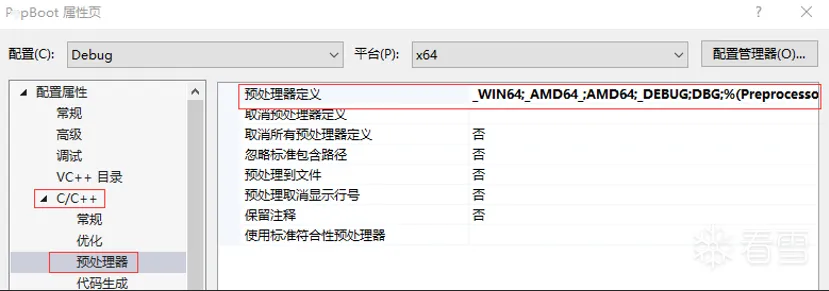 PopBoot 属性页
配置(C):
Debug
平台(P):
x64
配置管理器(O)...
配置属性
常规
高级
调试
VC++ 目录
C/C++
常规
优化
预处理器
代码生成
预处理器定义 _WIN64;_AMD64_;AMD64;_DEBUG;DBG;%(Preprocesso
取消预处理器定义
取消所有预处理器定义 否
忽略标准包含路径 否
预处理到文件 否
预处理取消显示行号 否
保留注释 否
使用标准符合性预处理器
看雪